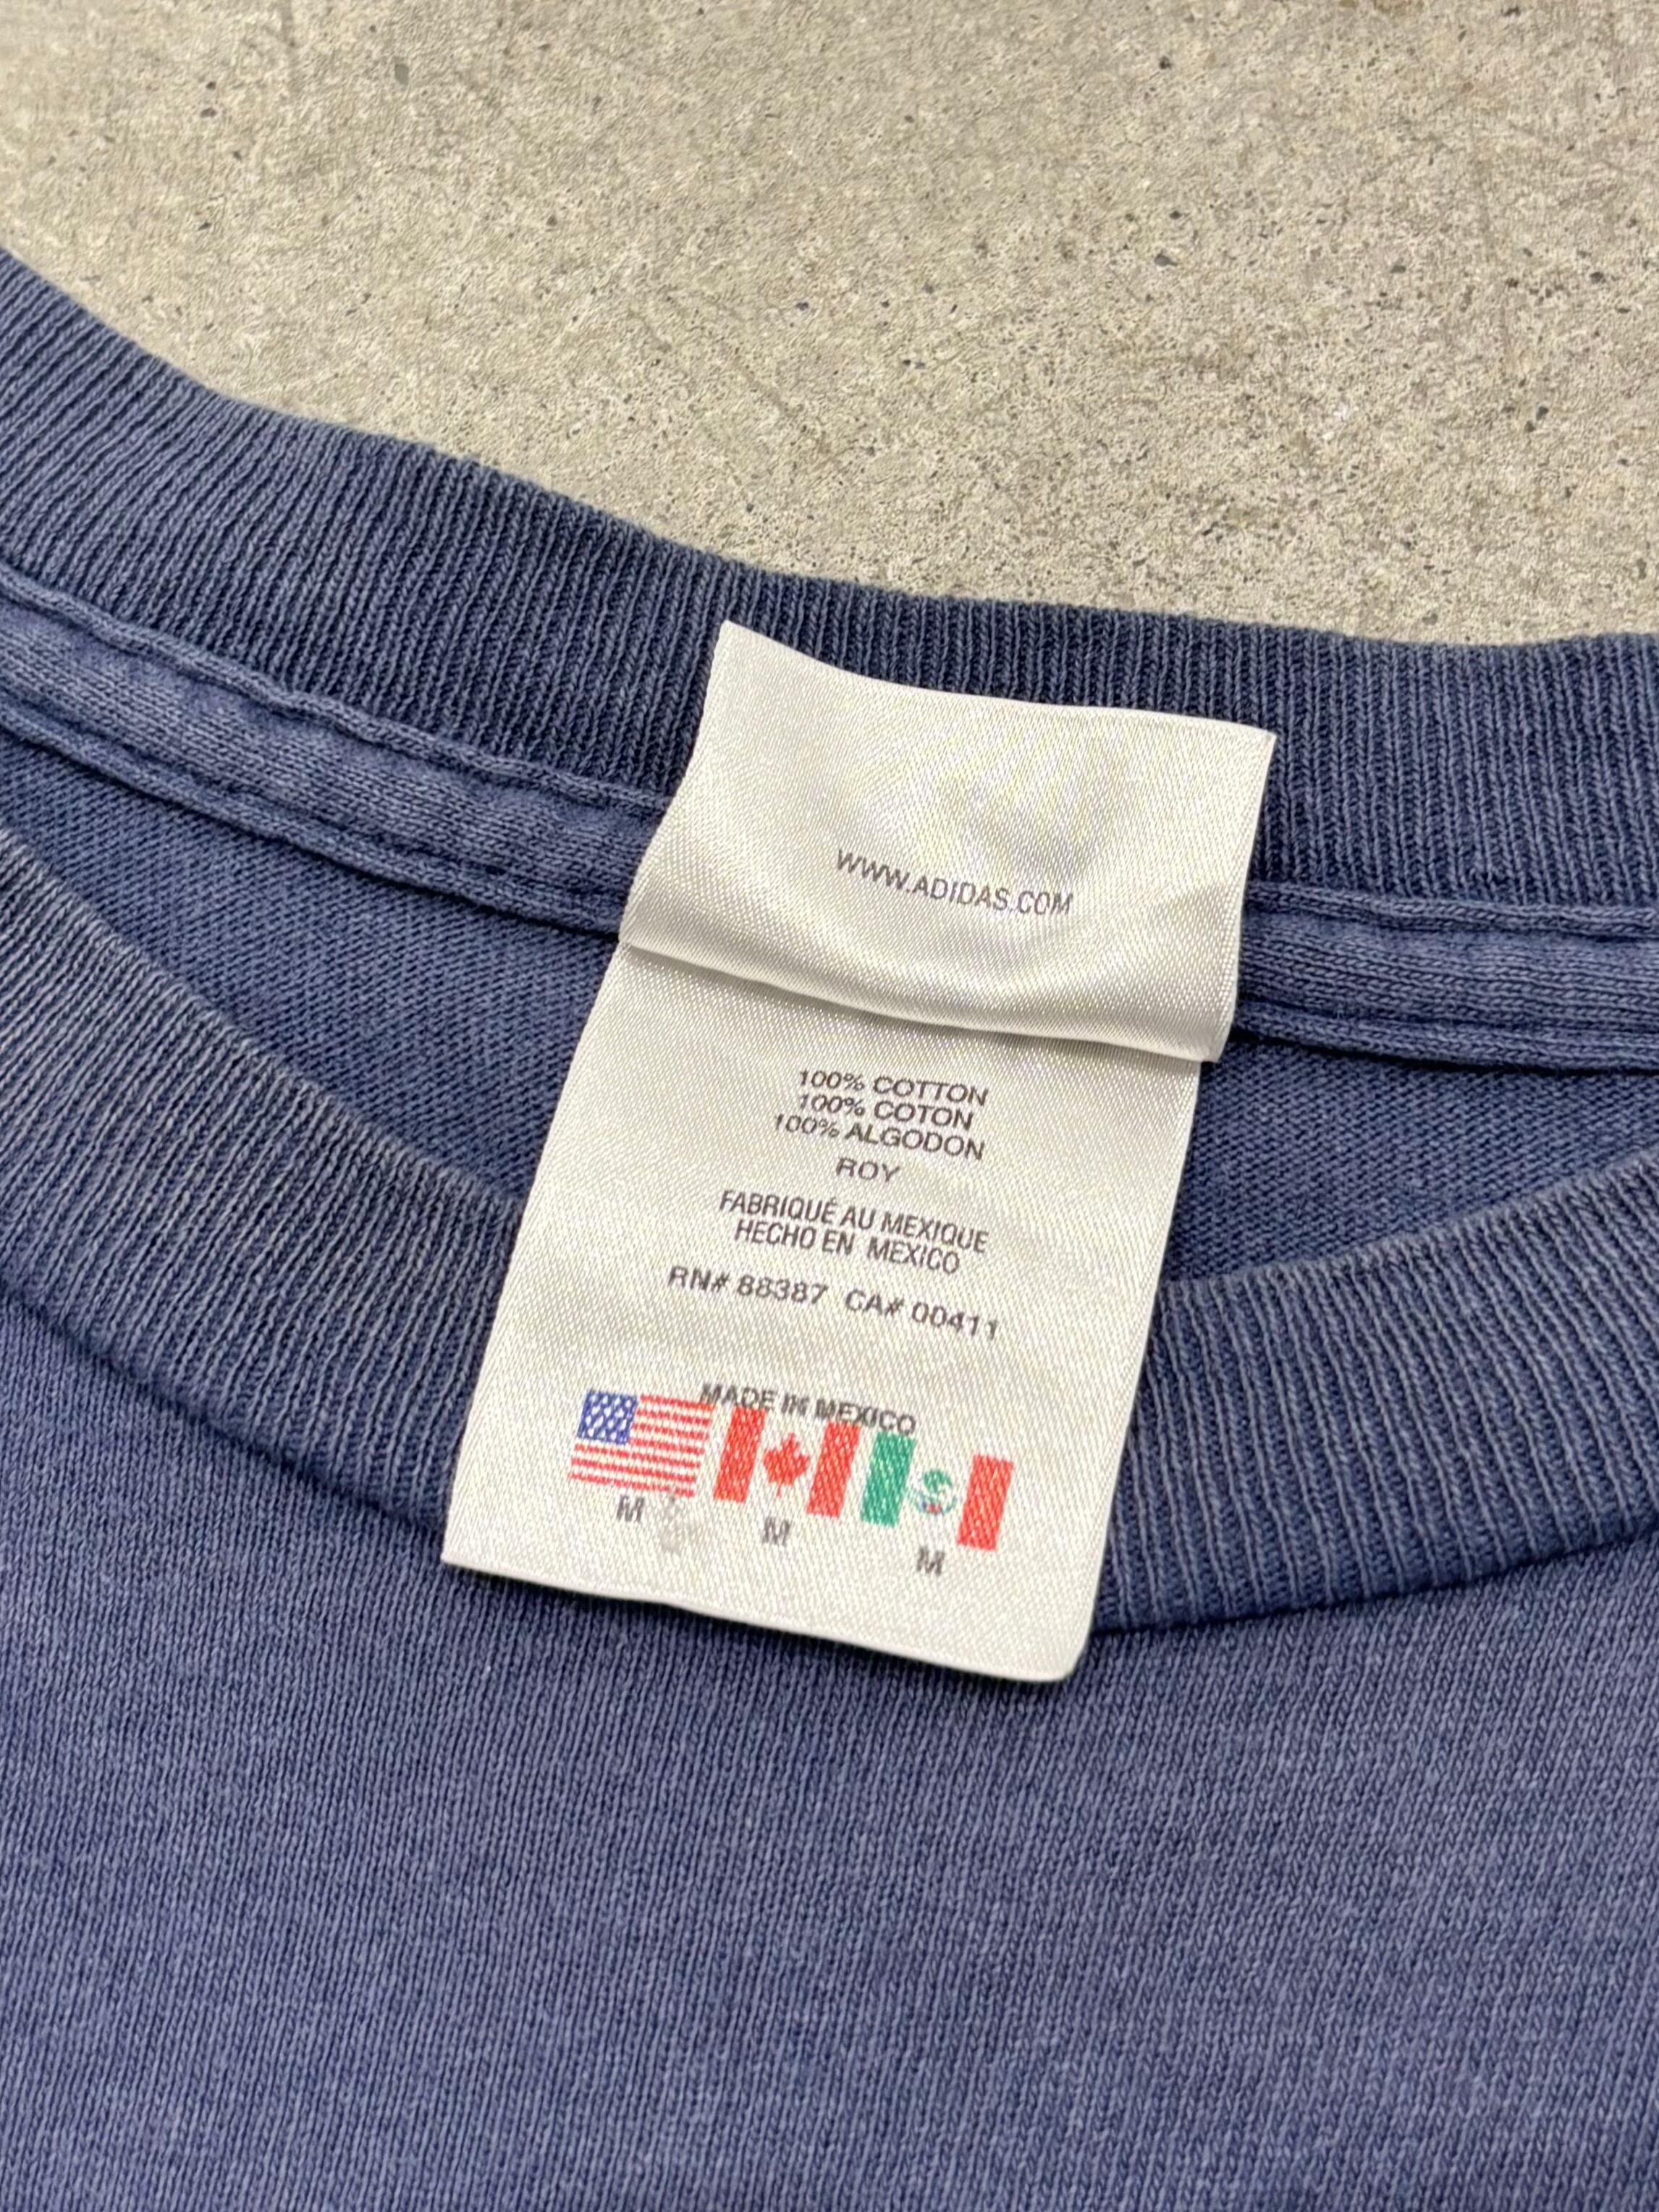 WWW.ADIDAS.COM
100% COTTON
100% COTON
100% ALGODON
ROY
FABRIQUÉ AU MEXIQUE
HECHO EN MEXICO
RN# 88387 CA# 00411
MADE IN MEXICO
M M M